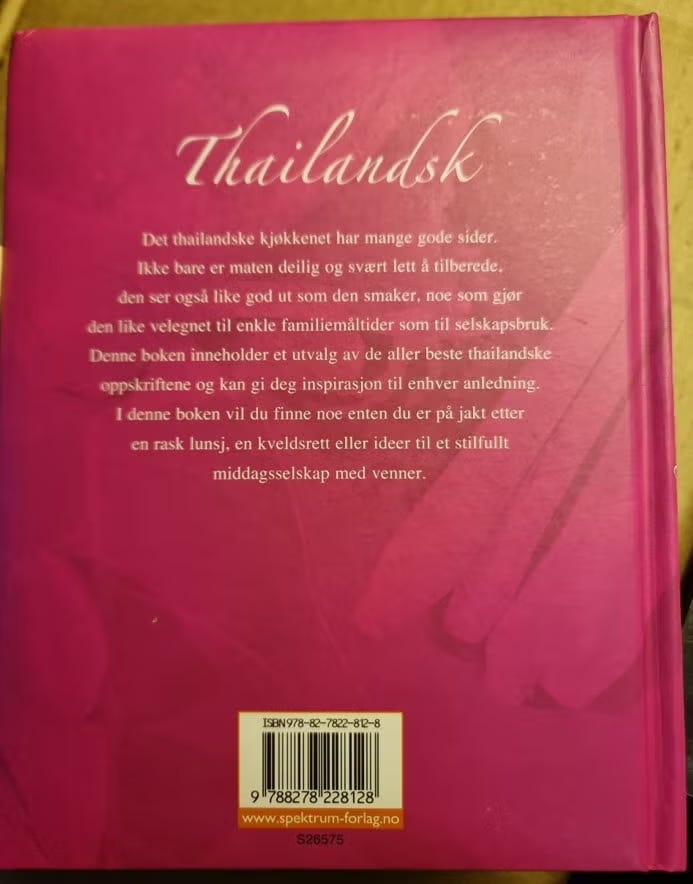 Thailandsk
Det thailandske kjøkkenet har mange gode sider.
Ikke bare er maten deilig og svært lett å tilberede,
den ser også like god ut som den smaker, noe som gjør
den like velegnet til enkle familiemåltider som til selskapsbruk.
Denne boken inneholder et utvalg av de aller beste thailandske
oppskriftene og kan gi deg inspirasjon til enhver anledning.
I denne boken vil du finne noe enten du er på jakt etter
en rask lunsj, en kveldsrett eller ideer til et stilfullt
middagsselskap med venner.
ISBN 978-82-7822-812-8
9 788278 228128
www.spektrum-forlag.no
S26575